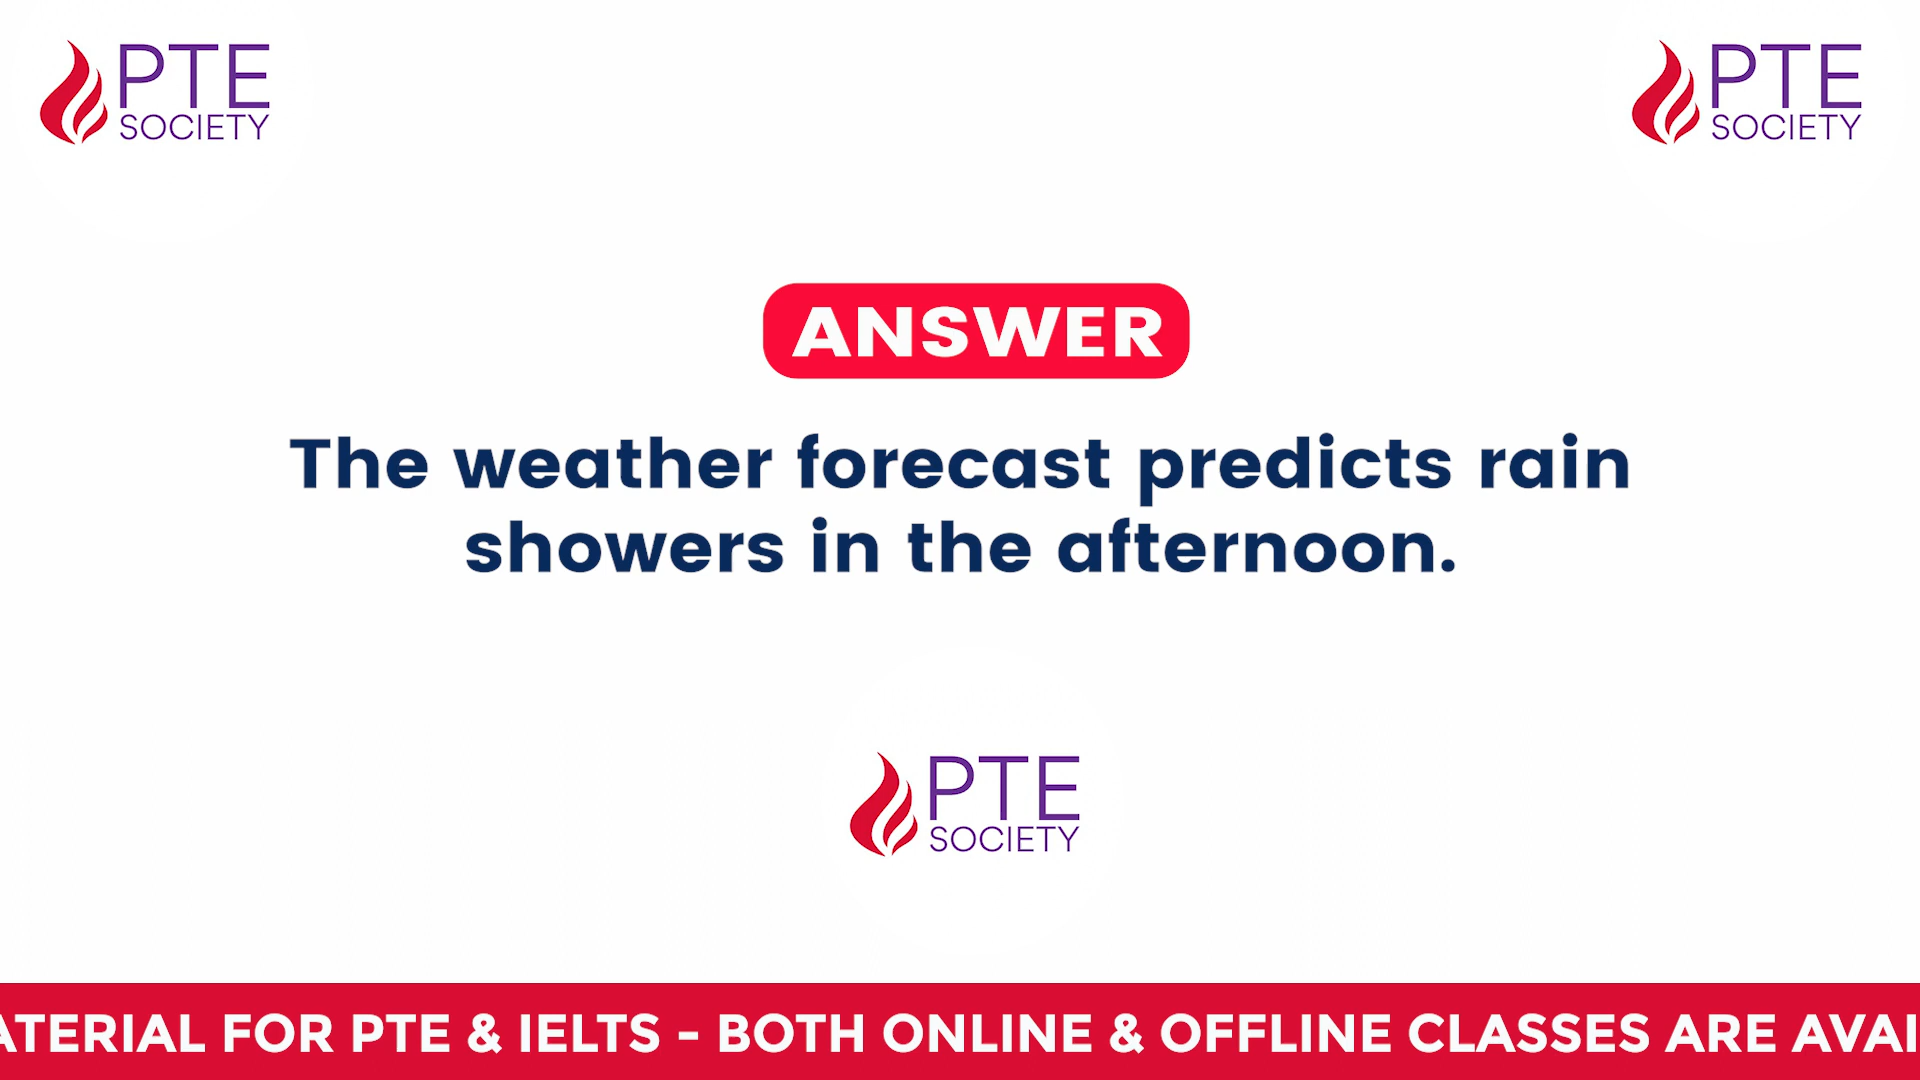 PTE
SOCIETY
PTE
SOCIETY
ANSWER
The weather forecast predicts rain
showers in the afternoon.
PTE
SOCIETY
ATERIAL FOR PTE & IELTS - BOTH ONLINE & OFFLINE CLASSES ARE AVAI